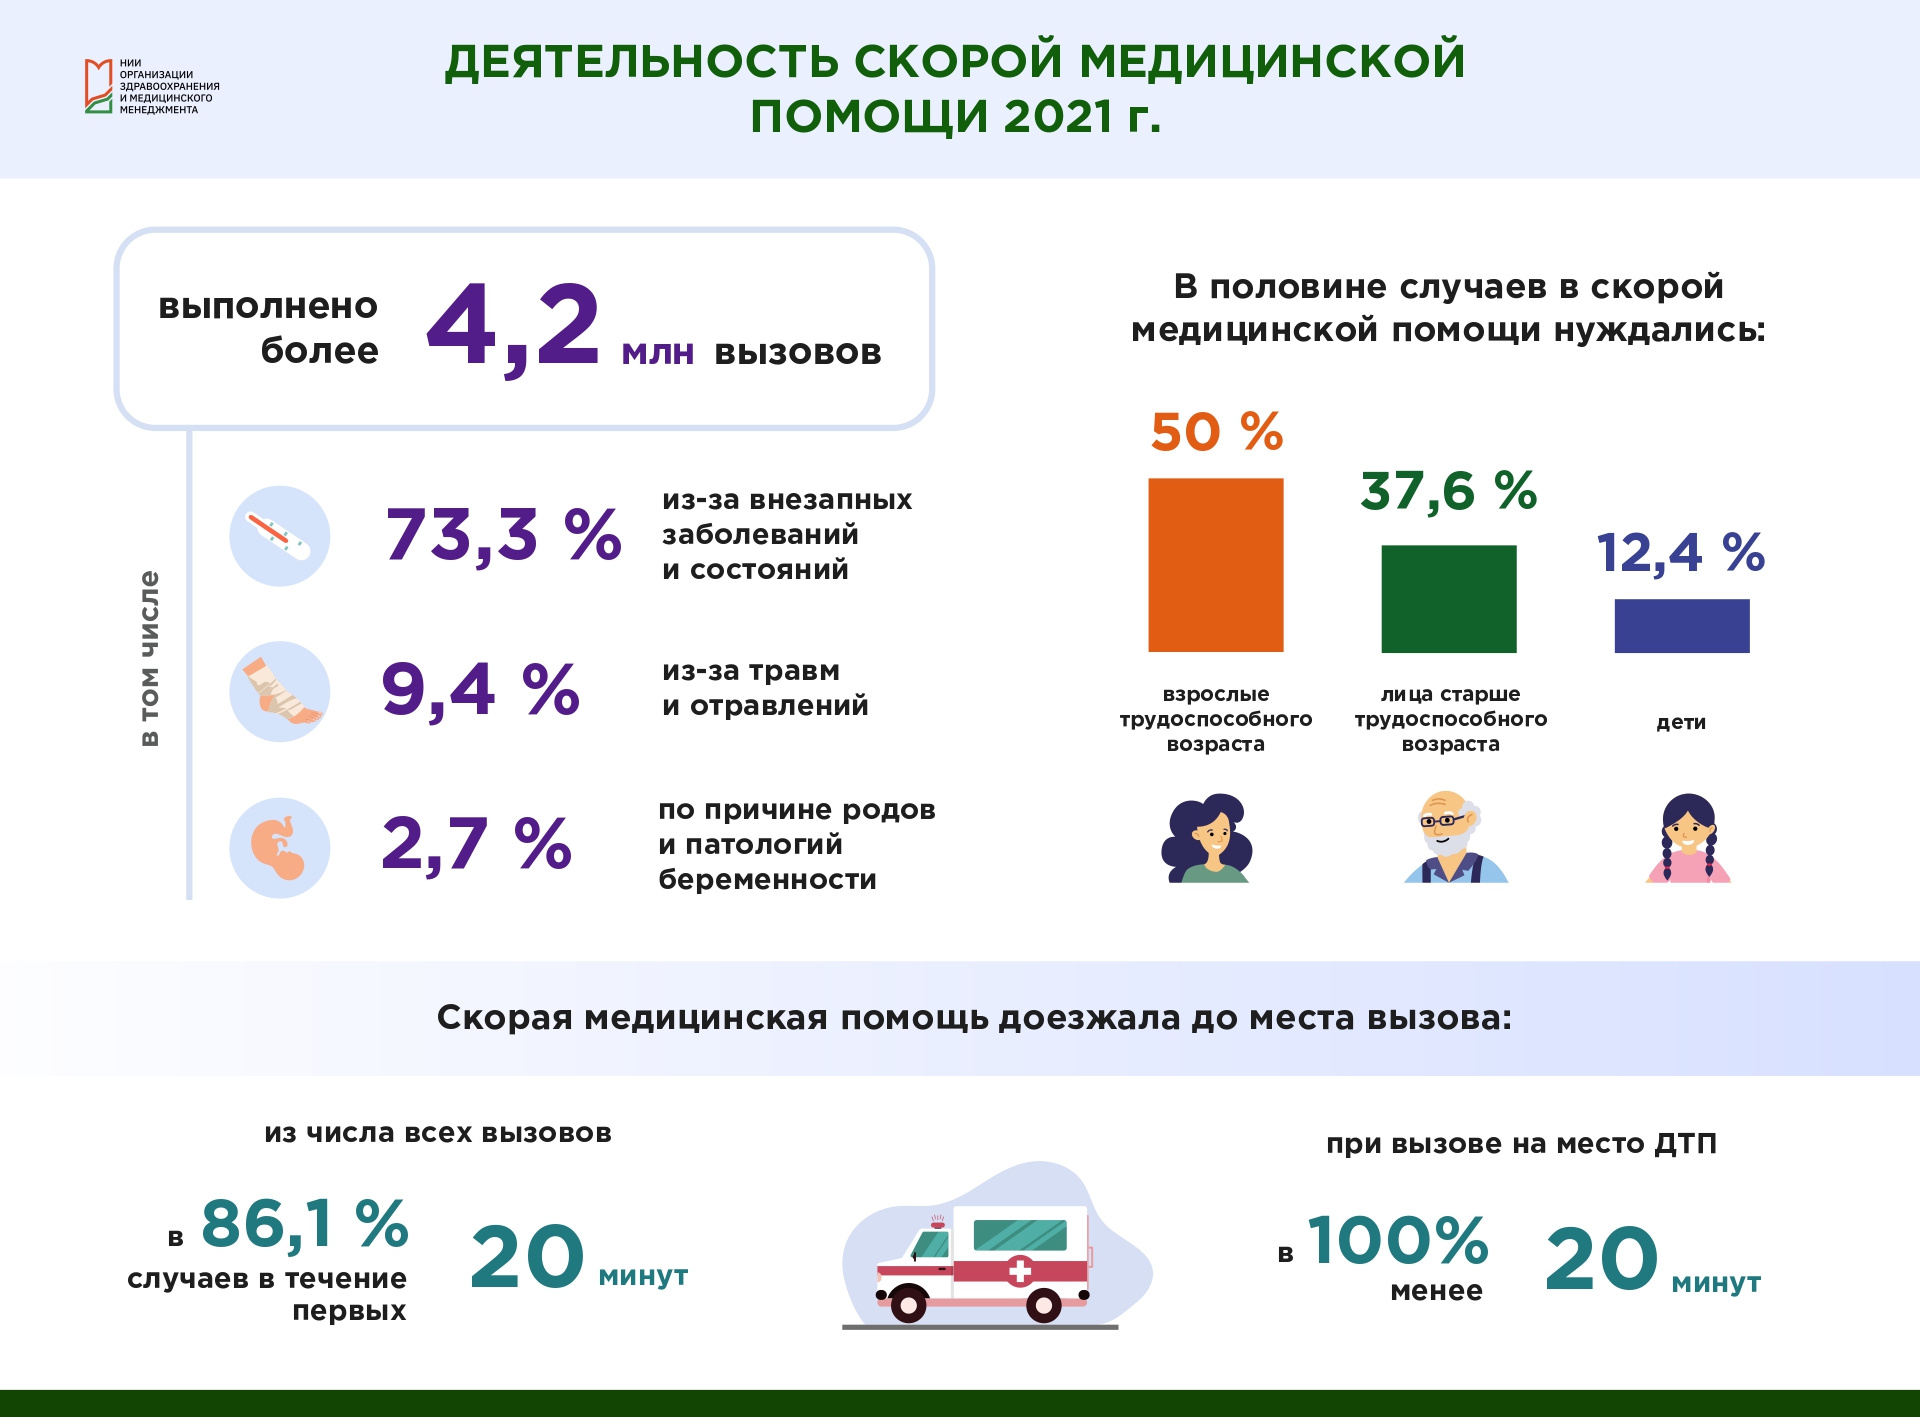 НИИ
ОРГАНИЗАЦИИ
ЗДРАВООХРАНЕНИЯ
И МЕДИЦИНСКОГО
МЕНЕДЖМЕНТА
ДЕЯТЕЛЬНОСТЬ СКОРОЙ МЕДИЦИНСКОЙ
ПОМОЩИ 2021 г.
выполнено
более
4,2 млн вызовов
в том числе
73,3 %
из-за внезапных
заболеваний
и состояний
9,4 %
из-за травм
и отравлений
2,7 %
по причине родов
и патологий
беременности
В половине случаев в скорой
медицинской помощи нуждались:
50 %
взрослые
трудоспособного
возраста
37,6 %
лица старше
трудоспособного
возраста
12,4 %
дети
Скорая медицинская помощь доезжала до места вызова:
из числа всех вызовов
в 86,1 %
случаев в течение
первых
20 минут
при вызове на место ДТП
в 100%
менее
20 минут